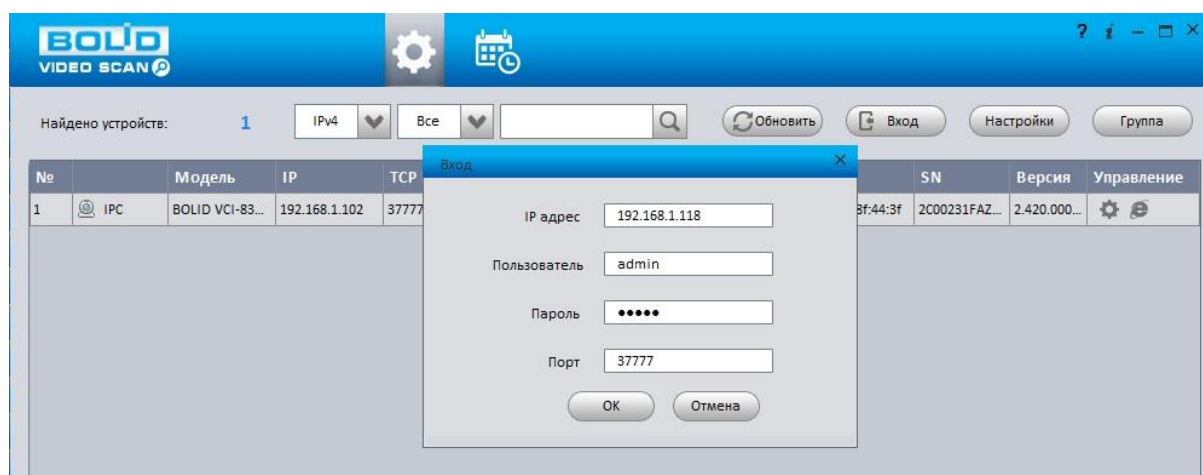 BOLID
VIDEO SCAN
? i
Найдено устройств: 1 IPv4 Все Обновить Вход Настройки Группа
№ Модель IP TCP SN Версия Управление
1 IPC BOLID VCI-83... 192.168.1.102 37777 3f:44:3f 2C00231FAZ... 2.420.000...
Вход
IP адрес 192.168.1.118
Пользователь admin
Пароль •••••
Порт 37777
OK Отмена